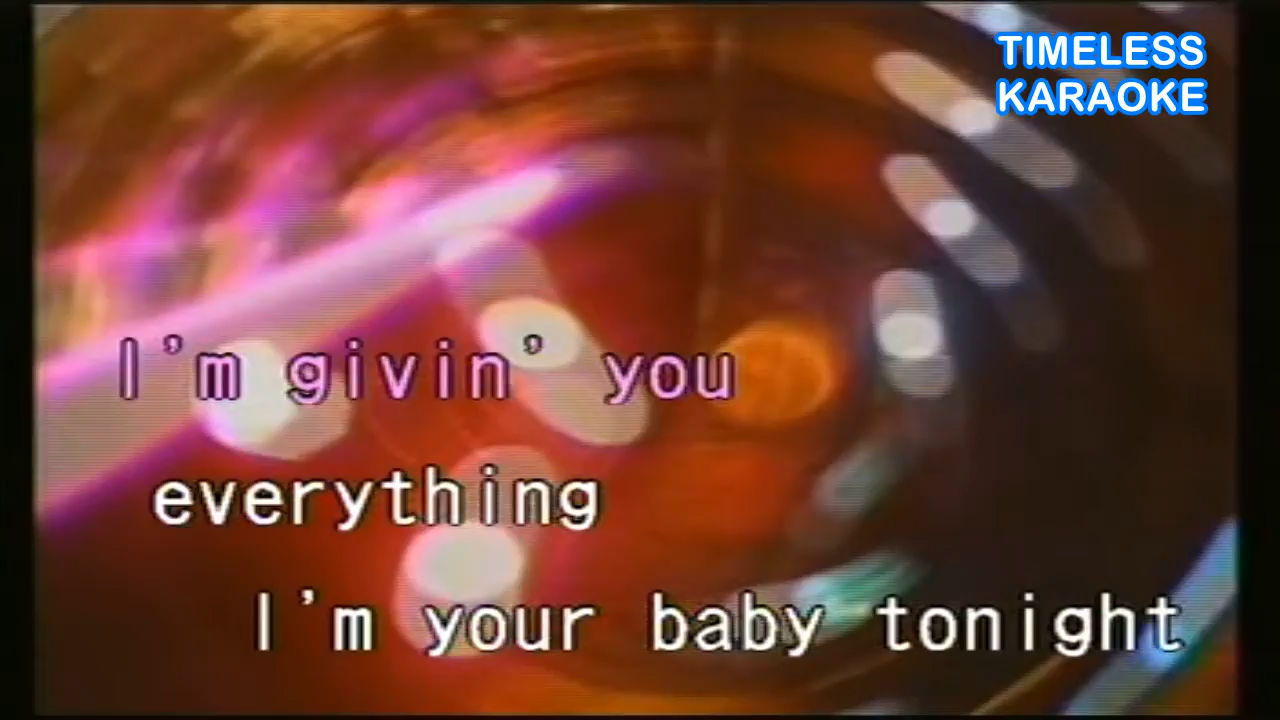 TIMELESS
KARAOKE
I'm givin' you
everything
I'm your baby tonight